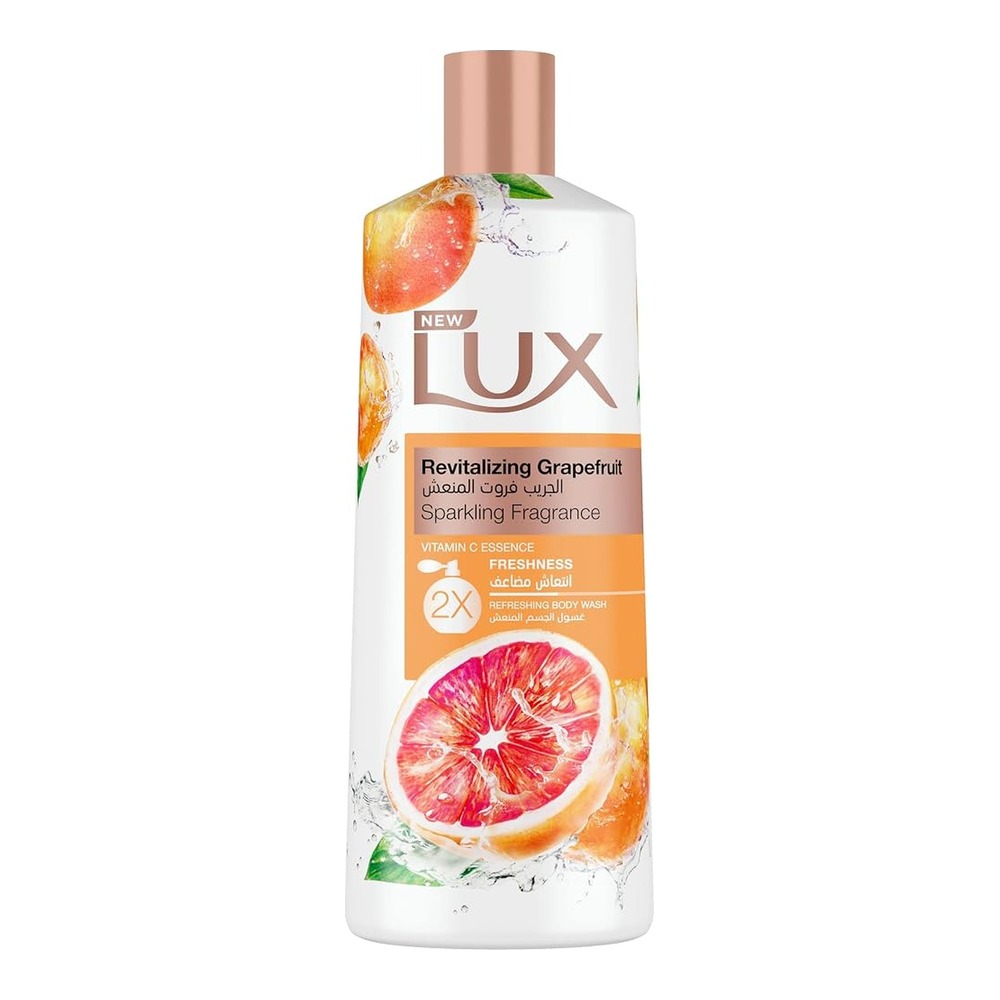 NEW
LUX
Revitalizing Grapefruit
الجريب فروت المنعش
Sparkling Fragrance
VITAMIN C ESSENCE
FRESHNESS
انتعاش مضاعف
2X
REFRESHING BODY WASH
غسول الجسم المنعش